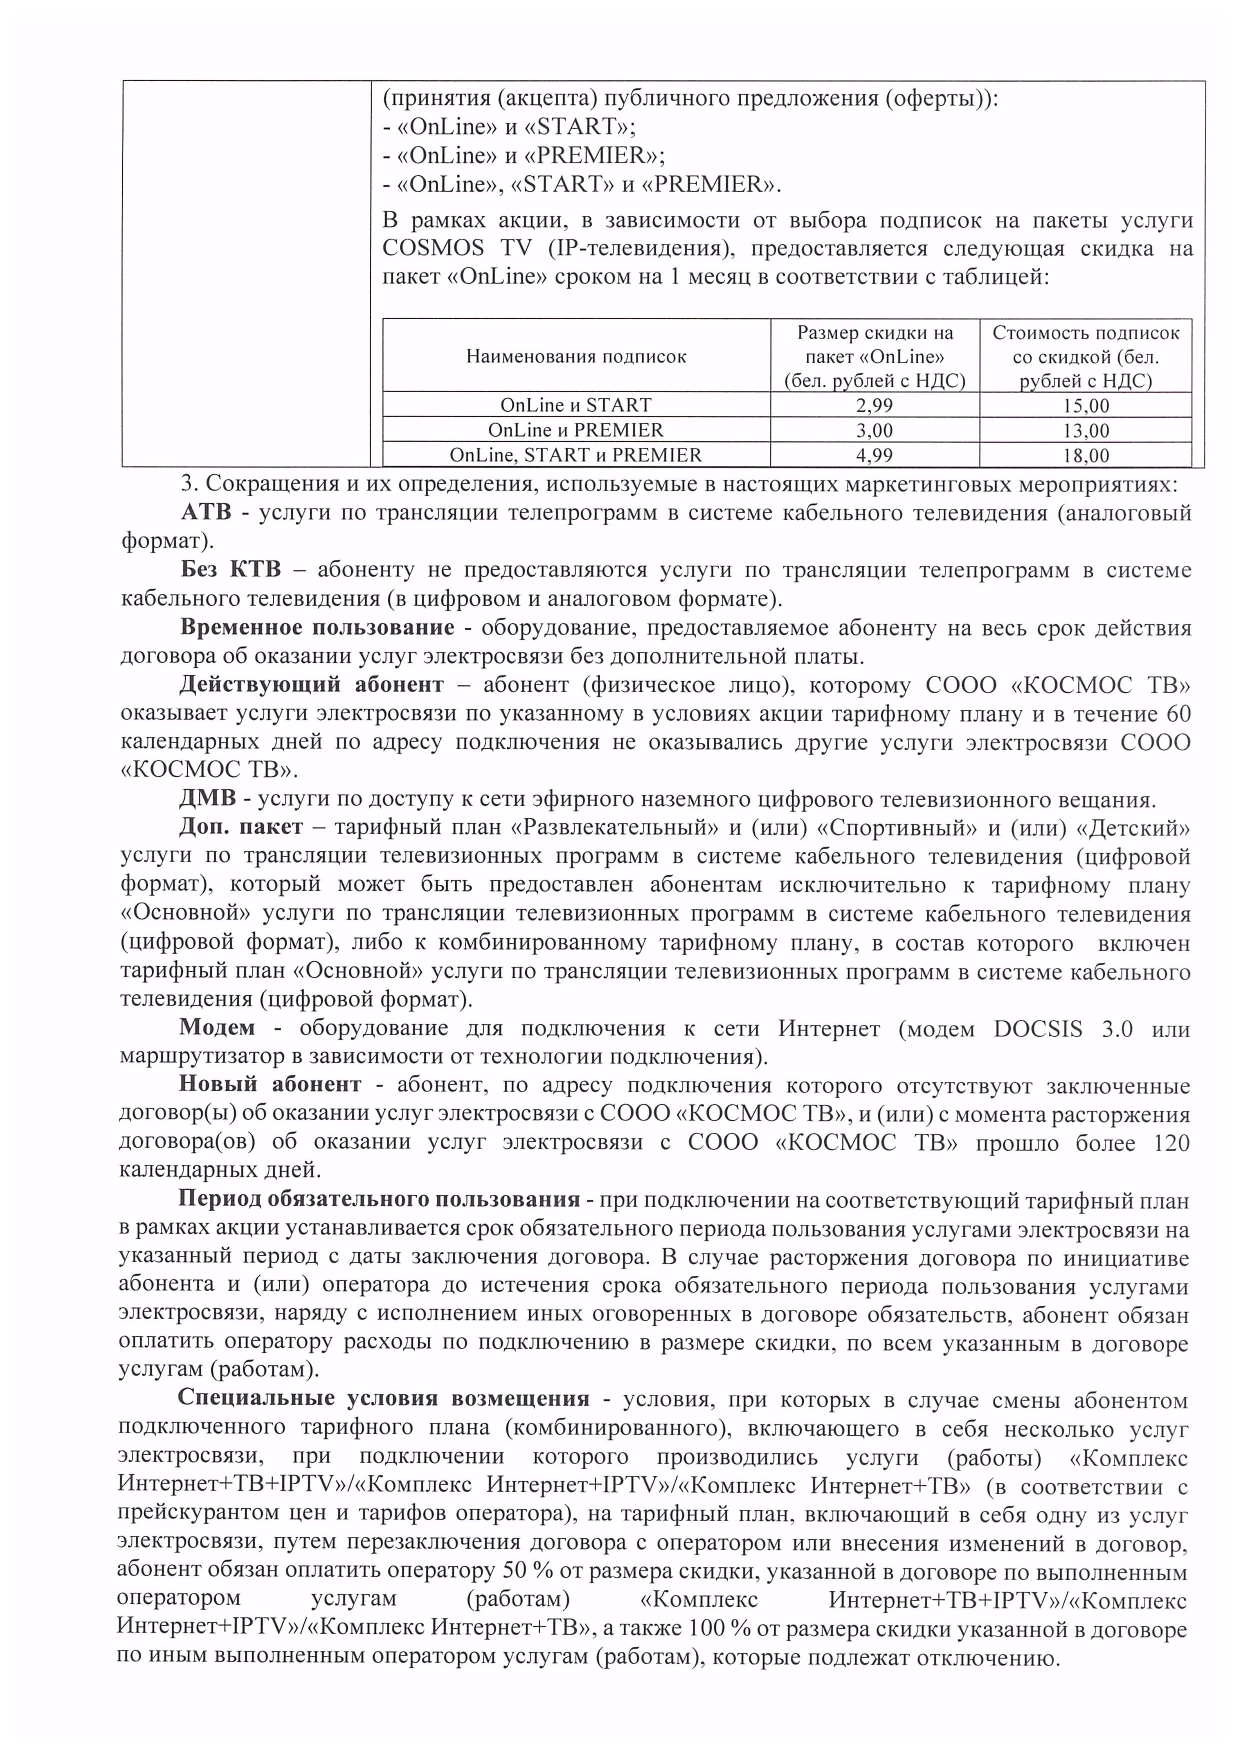 (принятия (акцепта) публичного предложения (оферты)):
- «OnLine» и «START»;
- «OnLine» и «PREMIER»;
- «OnLine», «START» и «PREMIER».
В рамках акции, в зависимости от выбора подписок на пакеты услуги
COSMOS TV (IP-телевидения), предоставляется следующая скидка на
пакет «OnLine» сроком на 1 месяц в соответствии с таблицей:
Наименования подписок
Размер скидки на
пакет «OnLine»
(бел. рублей с НДС)
Стоимость подписок
со скидкой (бел.
рублей с НДС)
OnLine и START 2,99 15,00
OnLine и PREMIER 3,00 13,00
OnLine, START и PREMIER 4,99 18,00
3. Сокращения и их определения, используемые в настоящих маркетинговых мероприятиях:
АТВ - услуги по трансляции телепрограмм в системе кабельного телевидения (аналоговый
формат).
Без КТВ – абоненту не предоставляются услуги по трансляции телепрограмм в системе
кабельного телевидения (в цифровом и аналоговом формате).
Временное пользование - оборудование, предоставляемое абоненту на весь срок действия
договора об оказании услуг электросвязи без дополнительной платы.
Действующий абонент – абонент (физическое лицо), которому СООО «КОСМОС ТВ»
оказывает услуги электросвязи по указанному в условиях акции тарифному плану и в течение 60
календарных дней по адресу подключения не оказывались другие услуги электросвязи СООО
«КОСМОС ТВ».
ДМВ - услуги по доступу к сети эфирного наземного цифрового телевизионного вещания.
Доп. пакет – тарифный план «Развлекательный» и (или) «Спортивный» и (или) «Детский»
услуги по трансляции телевизионных программ в системе кабельного телевидения (цифровой
формат), который может быть предоставлен абонентам исключительно к тарифному плану
«Основной» услуги по трансляции телевизионных программ в системе кабельного телевидения
(цифровой формат), либо к комбинированному тарифному плану, в состав которого включен
тарифный план «Основной» услуги по трансляции телевизионных программ в системе кабельного
телевидения (цифровой формат).
Модем - оборудование для подключения к сети Интернет (модем DOCSIS 3.0 или
маршрутизатор в зависимости от технологии подключения).
Новый абонент - абонент, по адресу подключения которого отсутствуют заключенные
договор(ы) об оказании услуг электросвязи с СООО «КОСМОС ТВ», и (или) с момента расторжения
договора(ов) об оказании услуг электросвязи с СООО «КОСМОС ТВ» прошло более 120
календарных дней.
Период обязательного пользования - при подключении на соответствующий тарифный план
в рамках акции устанавливается срок обязательного периода пользования услугами электросвязи на
указанный период с даты заключения договора. В случае расторжения договора по инициативе
абонента и (или) оператора до истечения срока обязательного периода пользования услугами
электросвязи, наряду с исполнением иных оговоренных в договоре обязательств, абонент обязан
оплатить оператору расходы по подключению в размере скидки, по всем указанным в договоре
услугам (работам).
Специальные условия возмещения - условия, при которых в случае смены абонентом
подключенного тарифного плана (комбинированного), включающего в себя несколько услуг
электросвязи, при подключении которого производились услуги (работы) «Комплекс
Интернет+ТВ+IPTV»/«Комплекс Интернет+IPTV»/«Комплекс Интернет+ТВ» (в соответствии с
прейскурантом цен и тарифов оператора), на тарифный план, включающий в себя одну из услуг
электросвязи, путем перезаключения договора с оператором или внесения изменений в договор,
абонент обязан оплатить оператору 50 % от размера скидки, указанной в договоре по выполненным
оператором услугам (работам) «Комплекс Интернет+ТВ+IPTV»/«Комплекс
Интернет+IPTV»/«Комплекс Интернет+ТВ», а также 100 % от размера скидки указанной в договоре
по иным выполненным оператором услугам (работам), которые подлежат отключению.